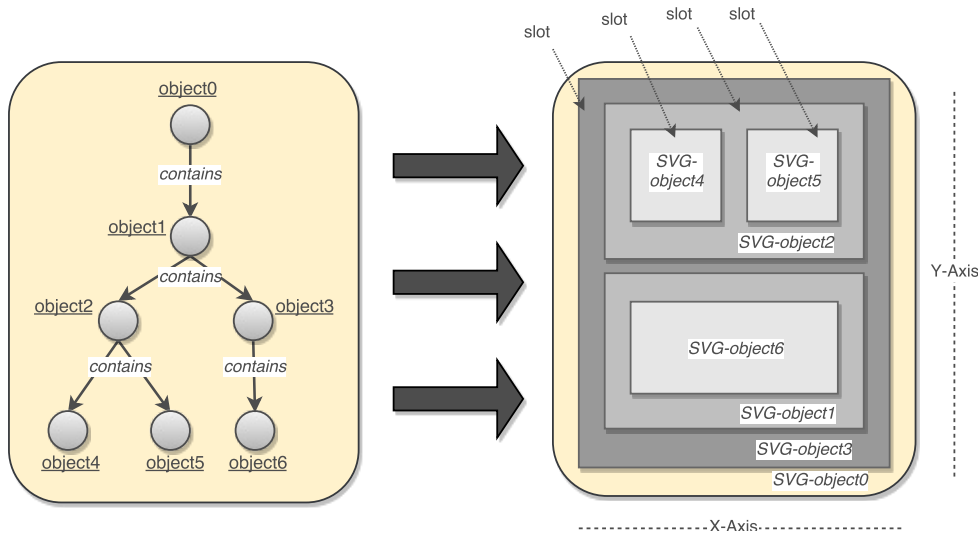 object0
contains
object1
contains
object2
object3
contains
contains
object4
object5
object6
slot
slot
slot
slot
SVG-
object4
SVG-
object5
SVG-object2
SVG-object6
SVG-object1
SVG-object3
SVG-object0
Y-Axis
X-Axis